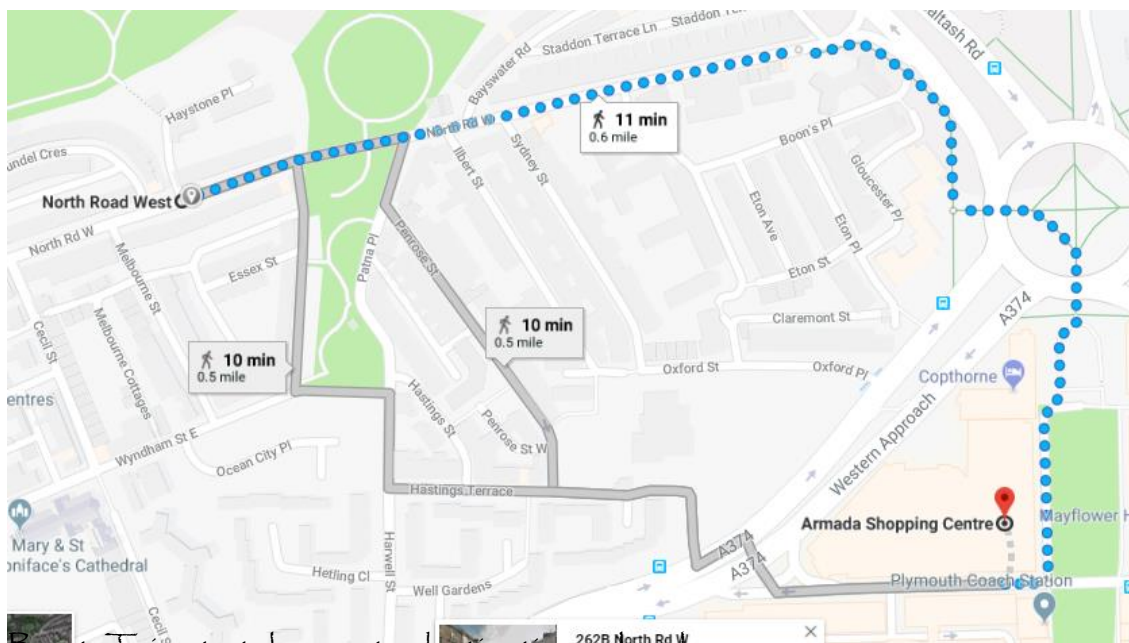 Staddon Terrace Ln
Staddon Ter
altash Rd
Bayswater Rd
Haystone Pl
North Rd W
11 min
0.6 mile
Boon's Pl
ndel Cres
Ilbert St
Sydney St
Gloucester Pl
North Road West
Eton Ave
Eton Pl
North Rd W
Melbourne St
Essex St
Patna Pl
Penrose St
Eton St
A374
Cecil St
Melbourne Cottages
10 min
0.5 mile
10 min
0.5 mile
Claremont St
Oxford St
Oxford Pl
Copthorne
entres
Hastings St
Penrose St W
Western Approach
Wyndham St E
Ocean City Pl
Hastings Terrace
Armada Shopping Centre
Mayflower H
Mary & St
oniface's Cathedral
Harwell St
A374
A374
Hetling Cl
Well Gardens
Plymouth Coach Station
Cecil S
262B North Rd W